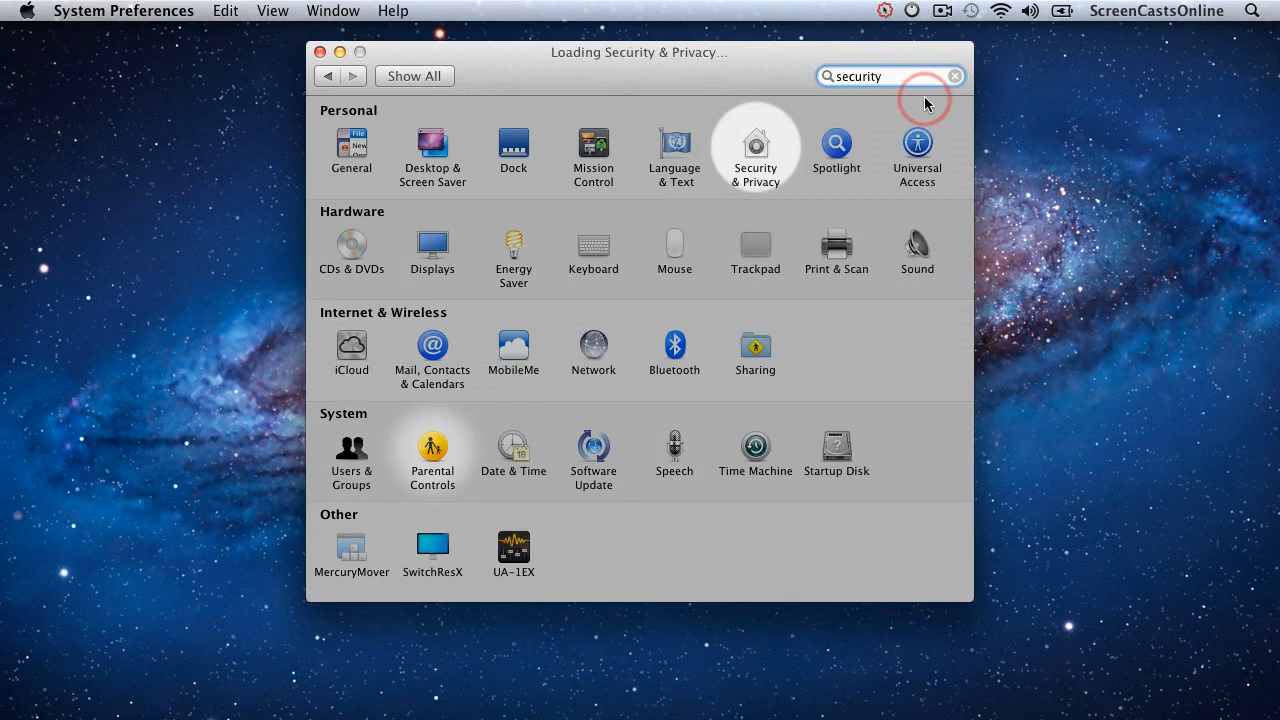 System Preferences Edit View Window Help ScreenCastsOnline
Loading Security & Privacy...
Show All security
Personal
General Desktop & Screen Saver Dock Mission Control Language & Text Security & Privacy Spotlight Universal Access
Hardware
CDs & DVDs Displays Energy Saver Keyboard Mouse Trackpad Print & Scan Sound
Internet & Wireless
iCloud Mail, Contacts & Calendars MobileMe Network Bluetooth Sharing
System
Users & Groups Parental Controls Date & Time Software Update Speech Time Machine Startup Disk
Other
MercuryMover SwitchResX UA-1EX